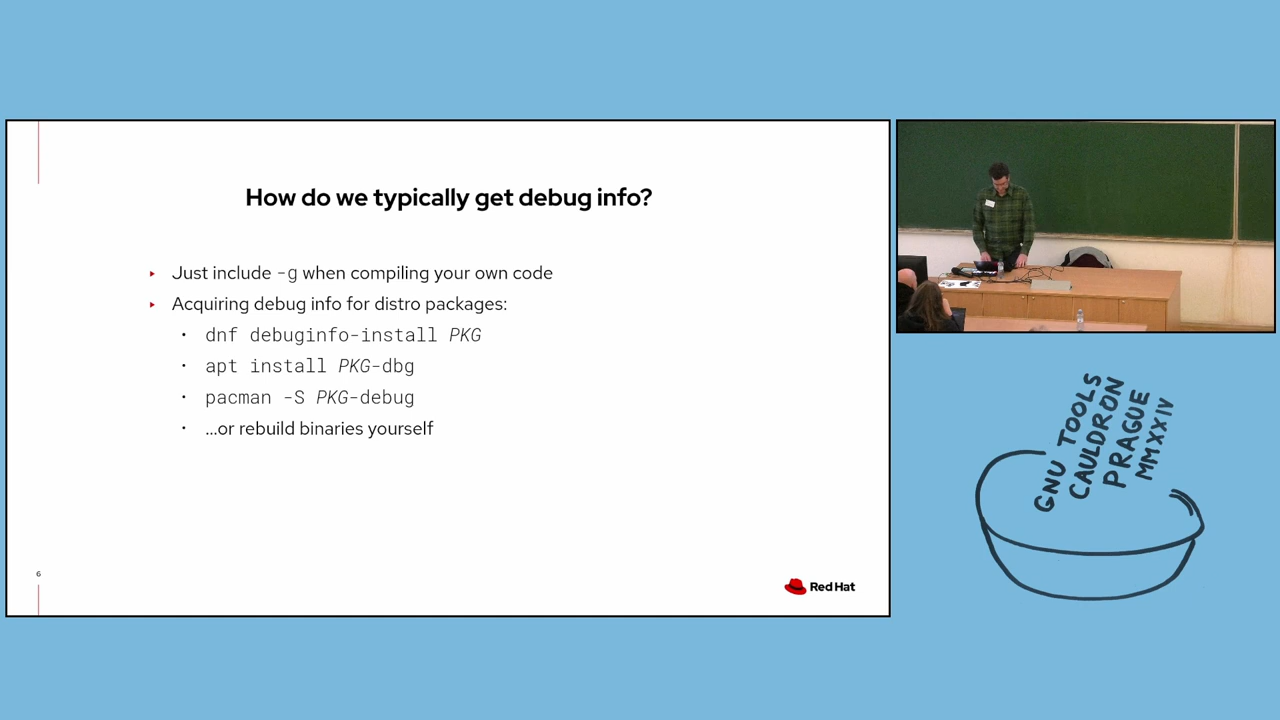 How do we typically get debug info?
▸ Just include -g when compiling your own code
▸ Acquiring debug info for distro packages:
• dnf debuginfo-install PKG
• apt install PKG-dbg
• pacman -S PKG-debug
• ...or rebuild binaries yourself
6
Red Hat
GNU TOOLS
CAULDRON
PRAGUE
MMXXIV